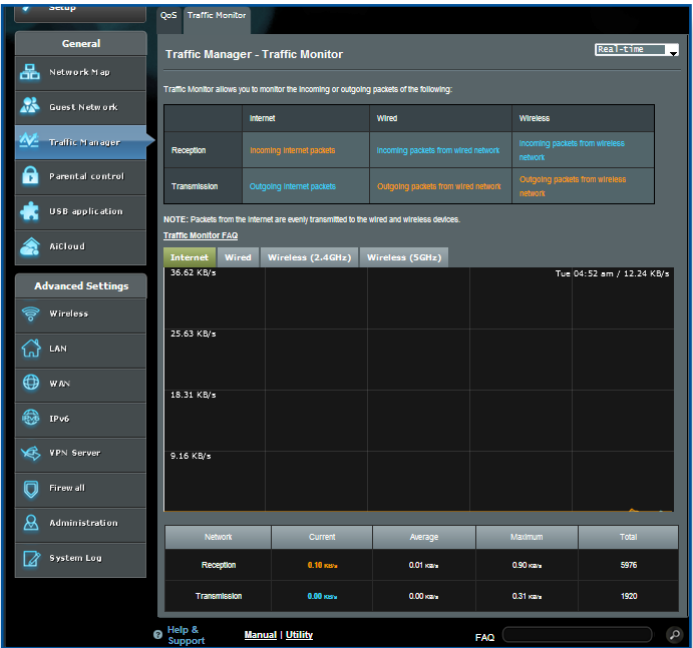 Setup
QoS Traffic Monitor
General
Network Map
Guest Network
Traffic Manager
Parental control
USB application
AiCloud
Advanced Settings
Wireless
LAN
WAN
IPv6
VPN Server
Firewall
Administration
System Log
Traffic Manager - Traffic Monitor
Real-time
Traffic Monitor allows you to monitor the incoming or outgoing packets of the following:
Internet Wired Wireless
Reception Incoming Internet packets Incoming packets from wired network Incoming packets from wireless
network
Transmission Outgoing Internet packets Outgoing packets from wired network Outgoing packets from wireless
network
NOTE: Packets from the Internet are evenly transmitted to the wired and wireless devices.
Traffic Monitor FAQ
Internet Wired Wireless (2.4GHz) Wireless (5GHz)
36.62 KB/s Tue 04:52 am / 12.24 KB/s
25.63 KB/s
18.31 KB/s
9.16 KB/s
Network Current Average Maximum Total
Reception 0.10 KB/s 0.01 KB/s 0.90 KB/s 5976
Transmission 0.00 KB/s 0.00 KB/s 0.31 KB/s 1920
Help &
Support Manual | Utility FAQ